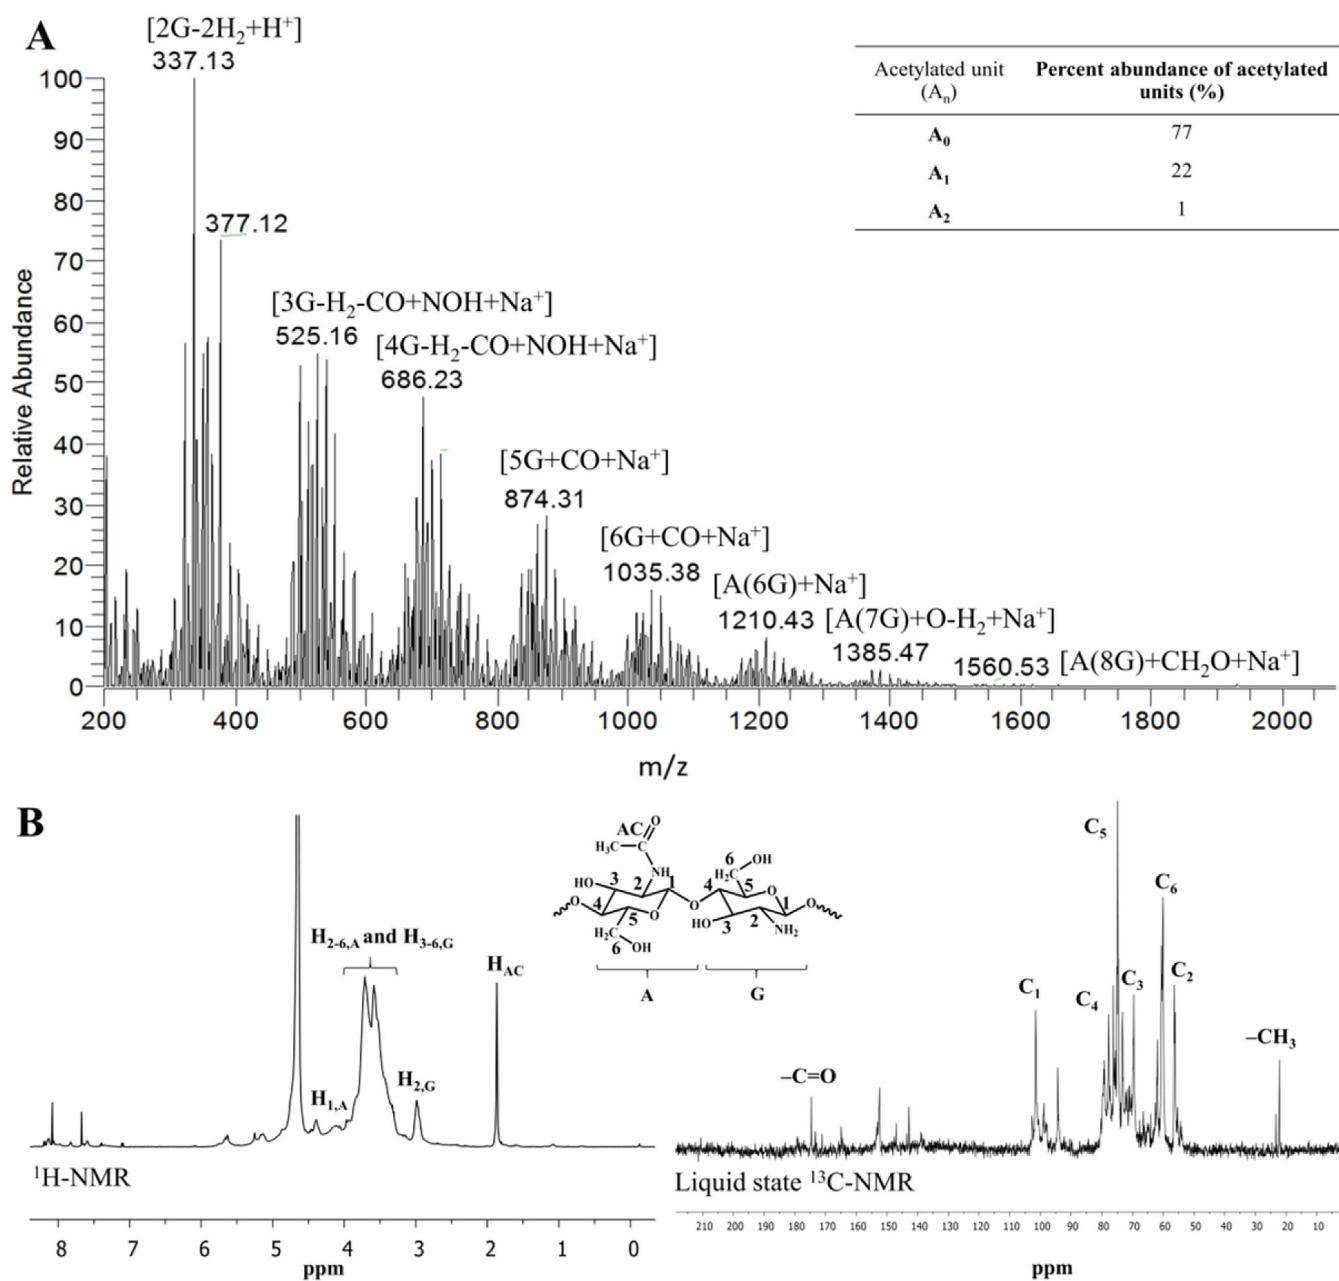 A
[2G-2H₂+H⁺]
337.13
377.12
[3G-H₂-CO+NOH+Na⁺]
525.16
[4G-H₂-CO+NOH+Na⁺]
686.23
[5G+CO+Na⁺]
874.31
[6G+CO+Na⁺]
1035.38
[A(6G)+Na⁺]
1210.43
[A(7G)+O-H₂+Na⁺]
1385.47
1560.53 [A(8G)+CH₂O+Na⁺]
Acetylated unit (Aₙ)
Percent abundance of acetylated units (%)
A₀ 77
A₁ 22
A₂ 1
Relative Abundance
100
90
80
70
60
50
40
30
20
10
0
200 400 600 800 1000 1200 1400 1600 1800 2000
m/z
B
H₂₋₆,A and H₃₋₆,G
H₁,A
H₂,G
H_AC
¹H-NMR
8 7 6 5 4 3 2 1 0
ppm
AC O
H₃C C
NH
HO 3 2 1
4 5
O O
H₂C
6 OH
6 OH
H₂C
4 5 O 1
O
HO 3 2 NH₂
A G
–C=O
C₁
C₄
C₅
C₃
C₆
C₂
–CH₃
Liquid state ¹³C-NMR
210 200 190 180 170 160 150 140 130 120 110 100 90 80 70 60 50 40 30 20 10
ppm